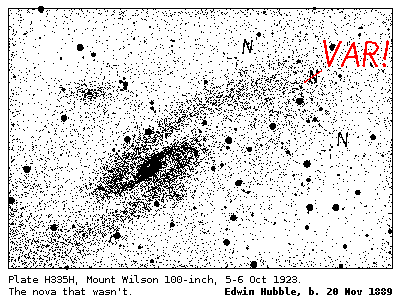 N
VAR!
N
N
Plate H335H, Mount Wilson 100-inch, 5-6 Oct 1923.
The nova that wasn't.
Edwin Hubble, b. 20 Nov 1889